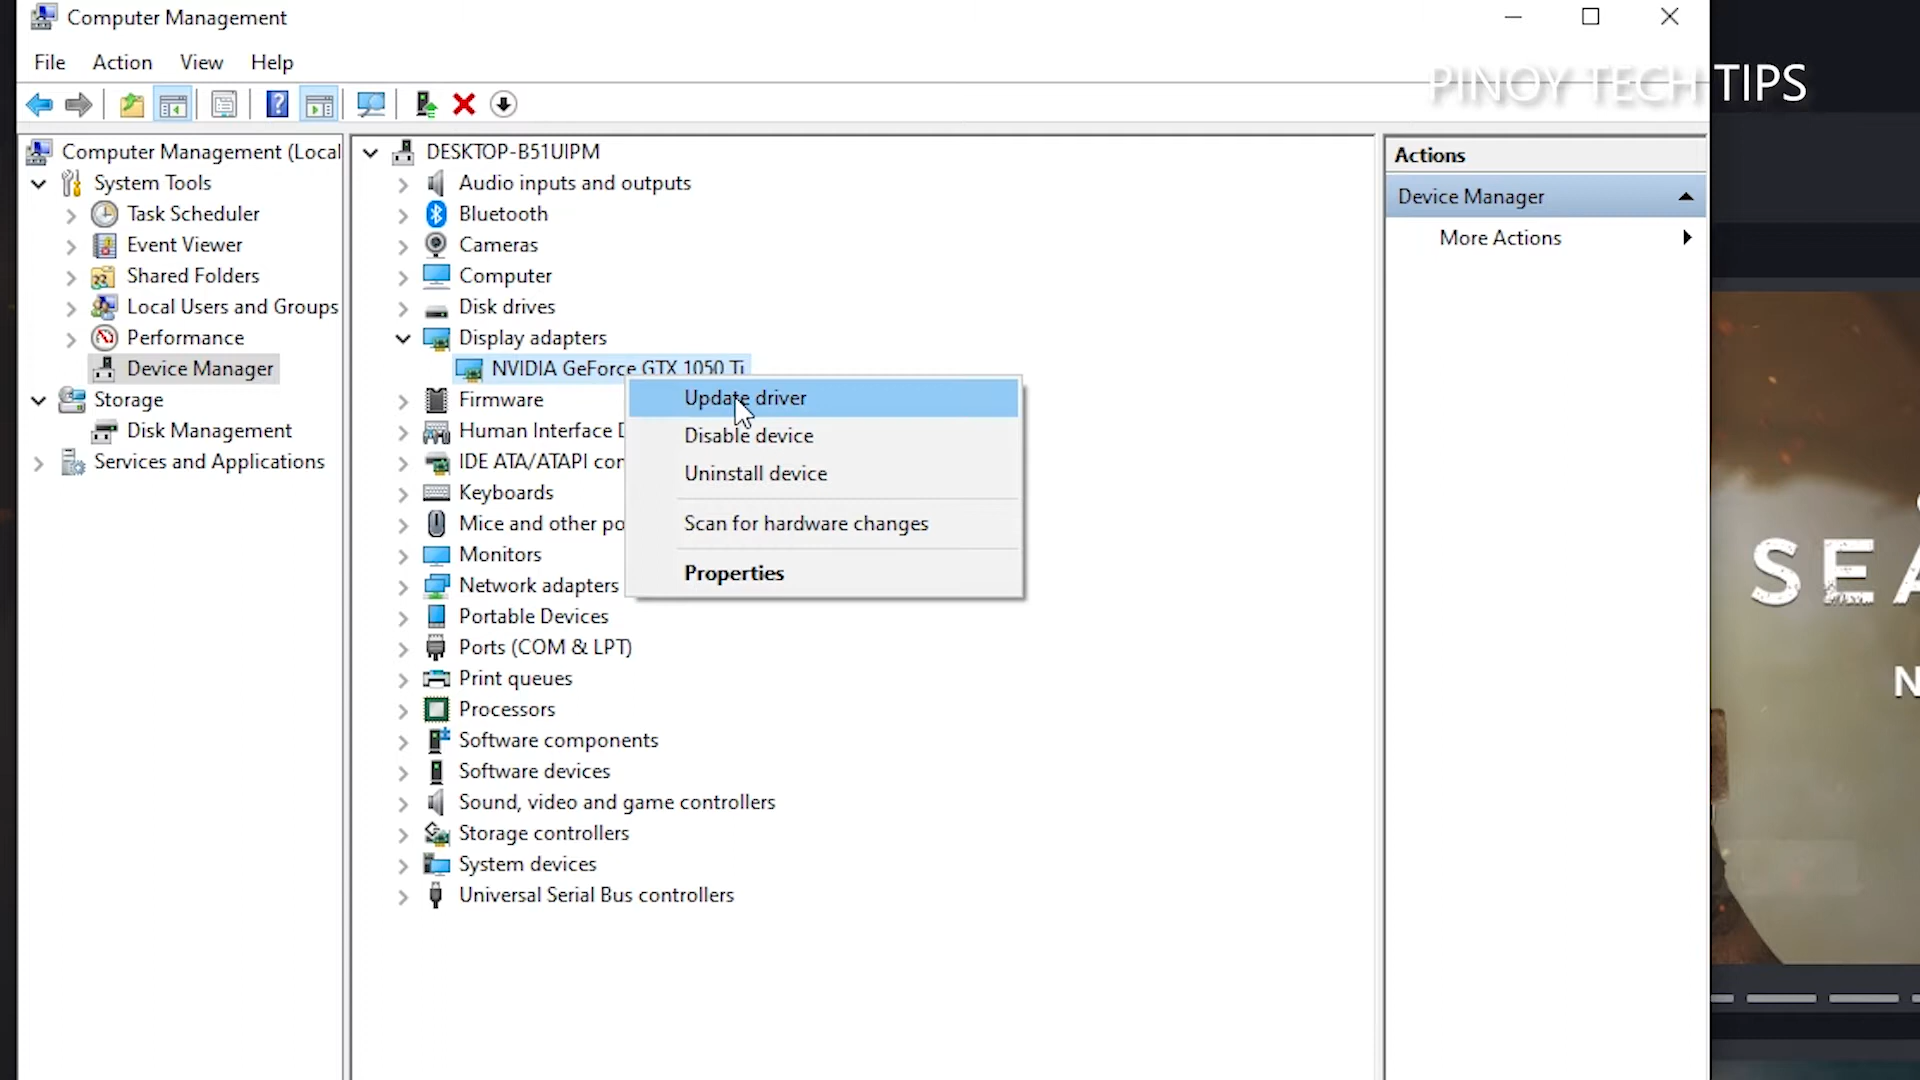 Computer Management
File Action View Help
PINOY TECH TIPS
Computer Management (Local
System Tools
Task Scheduler
Event Viewer
Shared Folders
Local Users and Groups
Performance
Device Manager
Storage
Disk Management
Services and Applications
DESKTOP-B51UIPM
Audio inputs and outputs
Bluetooth
Cameras
Computer
Disk drives
Display adapters
NVIDIA GeForce GTX 1050 Ti
Firmware
Human Interface D
IDE ATA/ATAPI con
Keyboards
Mice and other po
Monitors
Network adapters
Portable Devices
Ports (COM & LPT)
Print queues
Processors
Software components
Software devices
Sound, video and game controllers
Storage controllers
System devices
Universal Serial Bus controllers
Update driver
Disable device
Uninstall device
Scan for hardware changes
Properties
Actions
Device Manager
More Actions
SEA
N